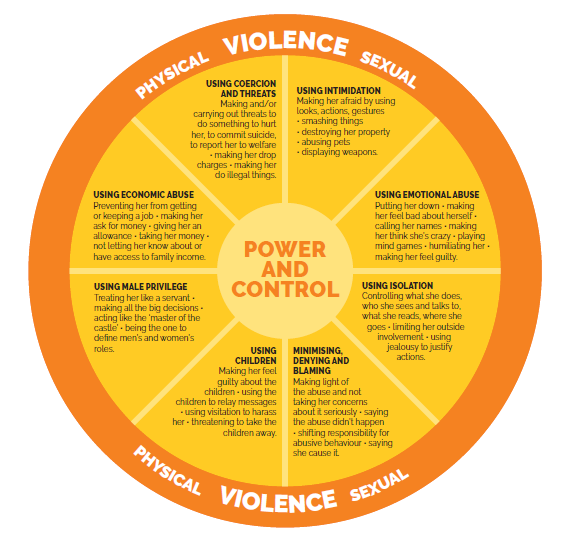 PHYSICAL VIOLENCE SEXUAL
USING COERCION
AND THREATS
Making and/or
carrying out threats to
do something to hurt
her, to commit suicide,
to report her to welfare
• making her drop
charges • making her
do illegal things.
USING INTIMIDATION
Making her afraid by using
looks, actions, gestures
• smashing things
• destroying her property
• abusing pets
• displaying weapons.
USING ECONOMIC ABUSE
Preventing her from getting
or keeping a job • making her
ask for money • giving her an
allowance • taking her money •
not letting her know about or
have access to family income.
USING EMOTIONAL ABUSE
Putting her down • making
her feel bad about herself •
calling her names • making
her think she's crazy • playing
mind games • humiliating her •
making her feel guilty.
POWER
AND
CONTROL
USING MALE PRIVILEGE
Treating her like a servant •
making all the big decisions •
acting like the 'master of the
castle' • being the one to
define men's and women's
roles.
USING ISOLATION
Controlling what she does,
who she sees and talks to,
what she reads, where she
goes • limiting her outside
involvement • using
jealousy to justify
actions.
USING
CHILDREN
Making her feel
guilty about the
children • using the
children to relay messages
• using visitation to harass
her • threatening to take the
children away.
MINIMISING,
DENYING AND
BLAMING
Making light of
the abuse and not
taking her concerns
about it seriously • saying
the abuse didn't happen
• shifting responsibility for
abusive behaviour • saying
she cause it.
PHYSICAL VIOLENCE SEXUAL